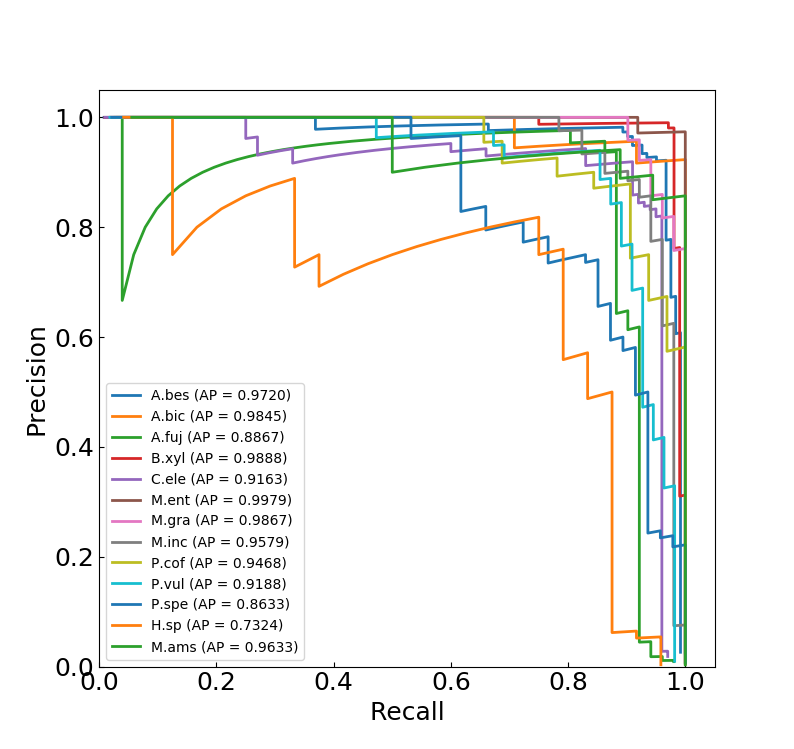 1.0
0.8
0.6
0.4
0.2
0.0
Precision
A.bes (AP = 0.9720)
A.bic (AP = 0.9845)
A.fuj (AP = 0.8867)
B.xyl (AP = 0.9888)
C.ele (AP = 0.9163)
M.ent (AP = 0.9979)
M.gra (AP = 0.9867)
M.inc (AP = 0.9579)
P.cof (AP = 0.9468)
P.vul (AP = 0.9188)
P.spe (AP = 0.8633)
H.sp (AP = 0.7324)
M.ams (AP = 0.9633)
0.0 0.2 0.4 0.6 0.8 1.0
Recall